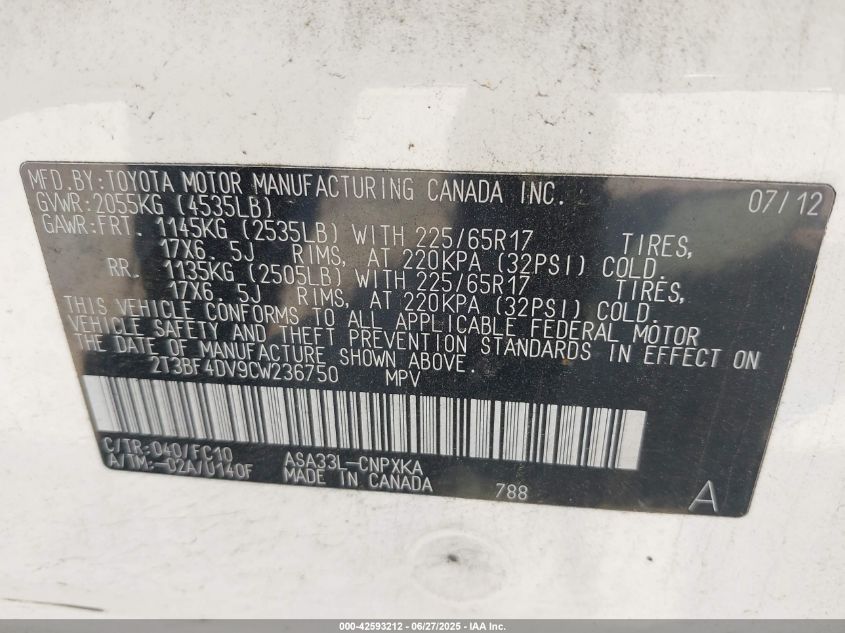 MFD. BY: TOYOTA MOTOR MANUFACTURING CANADA INC. 07/12
GVWR: 2055KG (4535LB)
GAWR: FRT. 1145KG (2535LB) WITH 225/65R17 TIRES,
17X6. 5J RIMS, AT 220KPA (32PSI) COLD.
RR. 1135KG (2505LB) WITH 225/65R17 TIRES,
17X6. 5J RIMS, AT 220KPA (32PSI) COLD.
THIS VEHICLE CONFORMS TO ALL APPLICABLE FEDERAL MOTOR
VEHICLE SAFETY AND THEFT PREVENTION STANDARDS IN EFFECT ON
THE DATE OF MANUFACTURE SHOWN ABOVE.
2T3BF4DV9CW236750 MPV
C/TR: 040/FC10 ASA33L-CNPXKA
A/TM: -02A/U140F MADE IN CANADA 788 A
000-42593212 - 06/27/2025 - IAA Inc.